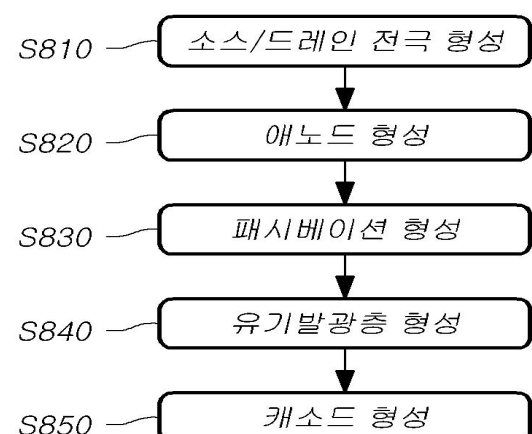 S810 소스/드레인 전극 형성
S820 애노드 형성
S830 패시베이션 형성
S840 유기발광층 형성
S850 캐소드 형성